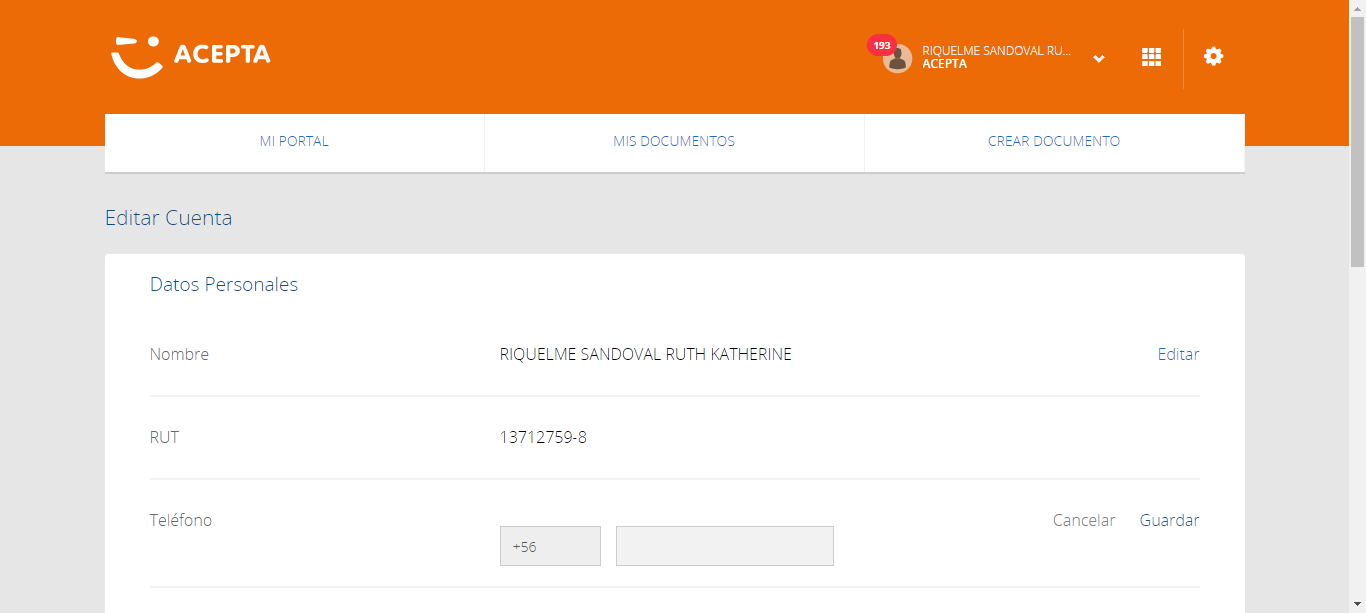 ACEPTA
193
RIQUELME SANDOVAL RU...
ACEPTA
MI PORTAL
MIS DOCUMENTOS
CREAR DOCUMENTO
Editar Cuenta
Datos Personales
Nombre RIQUELME SANDOVAL RUTH KATHERINE Editar
RUT 13712759-8
Teléfono Cancelar Guardar
+56